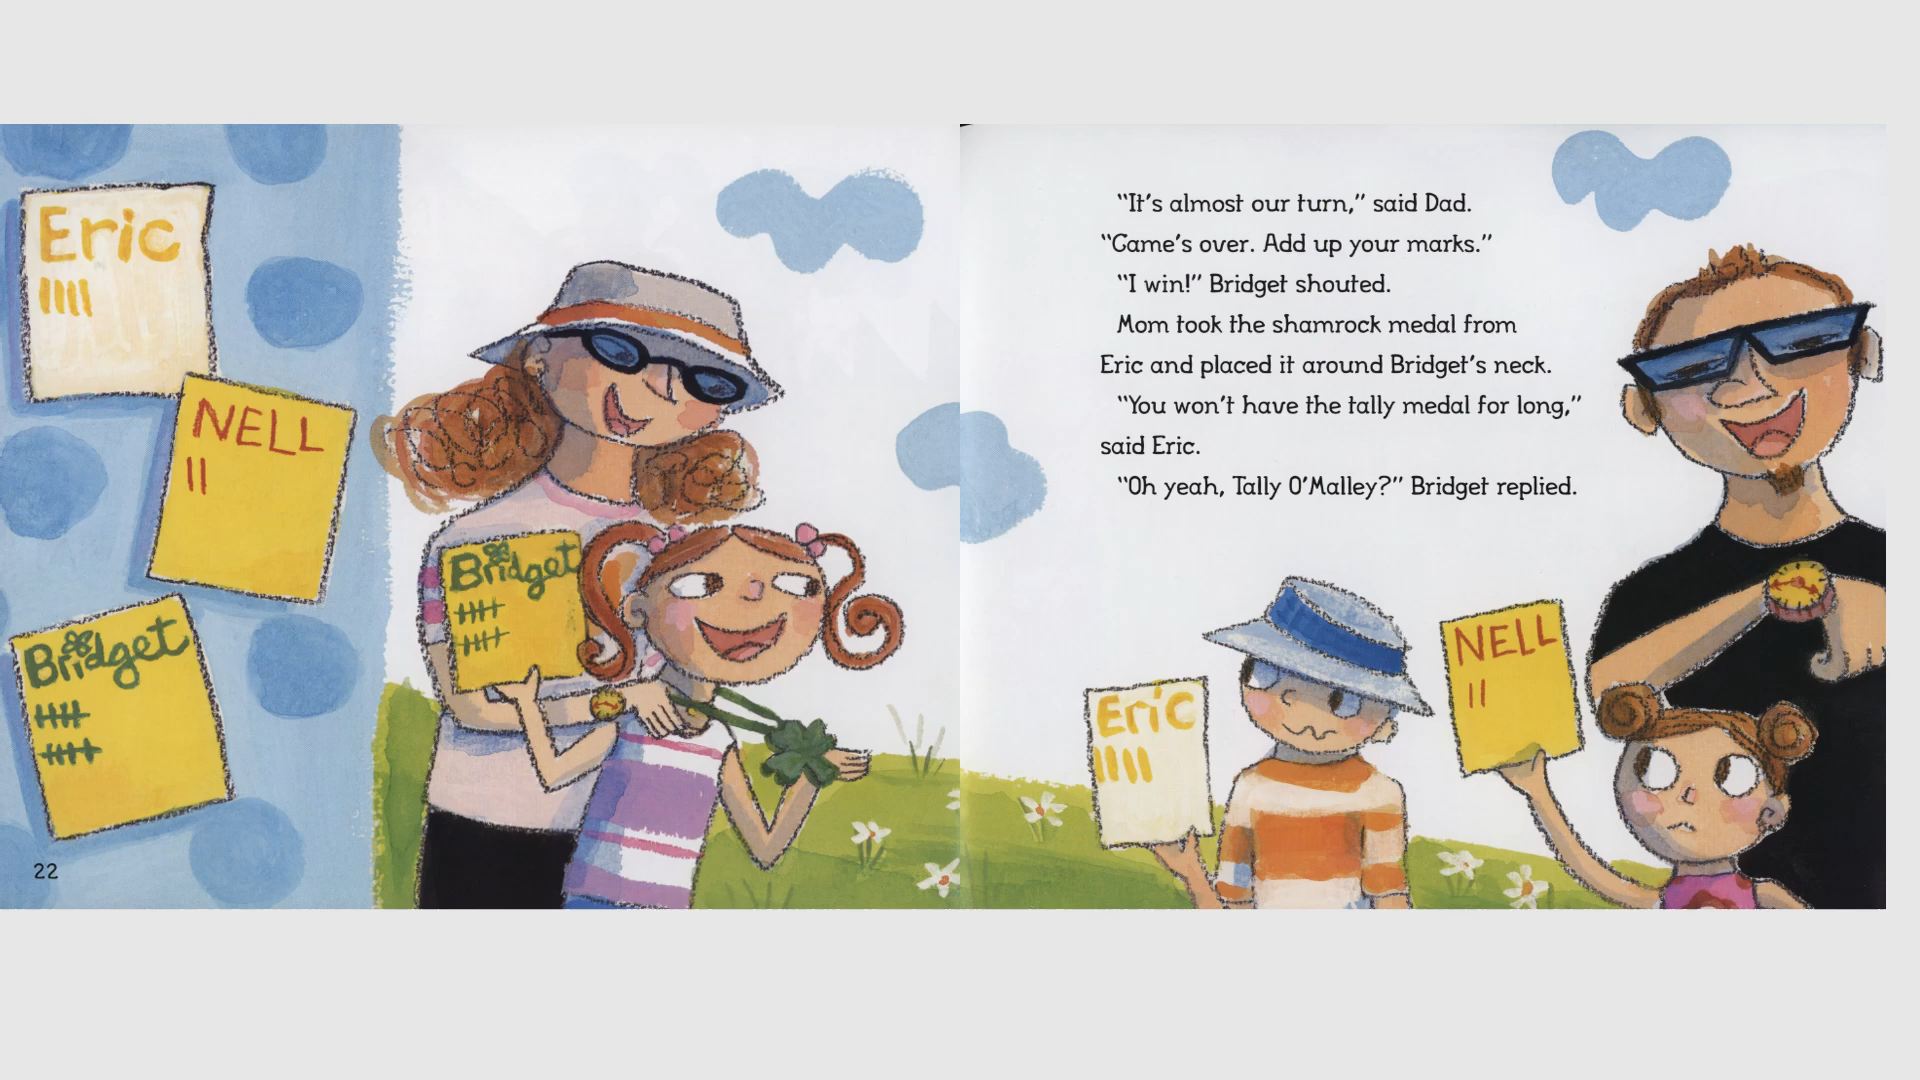 Eric
NELL
Bridget
22
Bridget
“It’s almost our turn,” said Dad.
“Game’s over. Add up your marks.”
“I win!” Bridget shouted.
Mom took the shamrock medal from
Eric and placed it around Bridget’s neck.
“You won’t have the tally medal for long,”
said Eric.
“Oh yeah, Tally O’Malley?” Bridget replied.
Eric
NELL